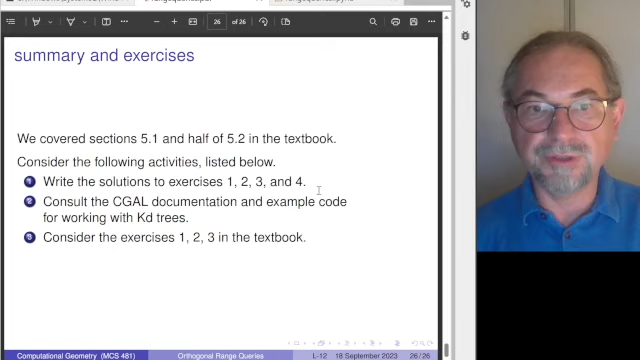 26 of 26
summary and exercises
We covered sections 5.1 and half of 5.2 in the textbook.
Consider the following activities, listed below.
1 Write the solutions to exercises 1, 2, 3, and 4.
2 Consult the CGAL documentation and example code
for working with Kd trees.
3 Consider the exercises 1, 2, 3 in the textbook.
Computational Geometry (MCS 481) Orthogonal Range Queries L-12 18 September 2023 26 / 26